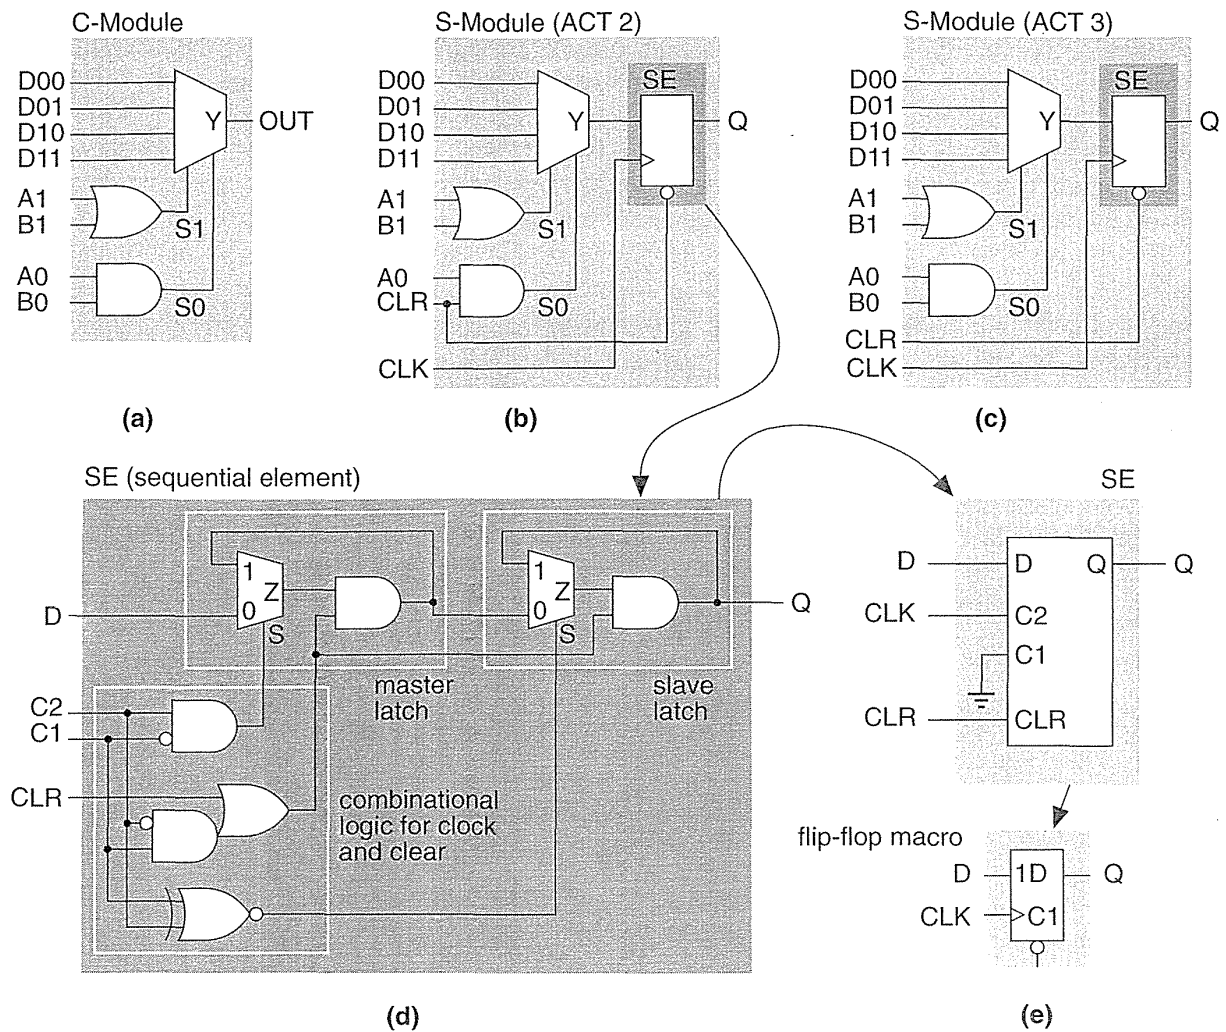 C-Module
D00
D01
D10
D11
Y
OUT
A1
B1
S1
A0
B0
S0
(a)
S-Module (ACT 2)
SE
D00
D01
D10
D11
Y
Q
A1
B1
S1
A0
CLR
S0
CLK
(b)
S-Module (ACT 3)
SE
D00
D01
D10
D11
Y
Q
A1
B1
S1
A0
B0
S0
CLR
CLK
(c)
SE (sequential element)
1
Z
0
S
D
master
latch
1
Z
0
S
Q
slave
latch
C2
C1
CLR
combinational
logic for clock
and clear
(d)
SE
D
D
Q
Q
CLK
C2
C1
CLR
CLR
flip-flop macro
D
1D
Q
CLK
C1
(e)